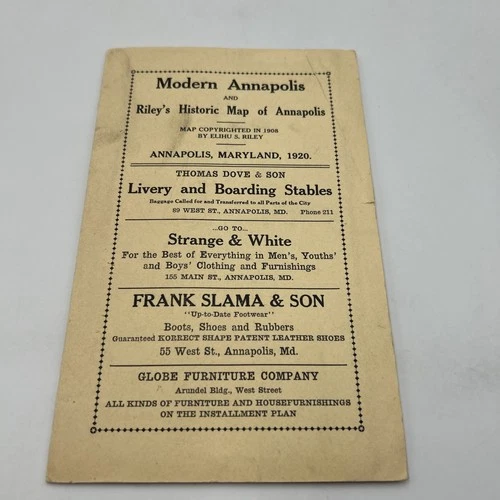 Modern Annapolis
AND
Riley's Historic Map of Annapolis
MAP COPYRIGHTED IN 1908
BY ELIHU S. RILEY
ANNAPOLIS, MARYLAND, 1920.
THOMAS DOVE & SON
Livery and Boarding Stables
Baggage Called for and Transferred to all Parts of the City
89 WEST ST., ANNAPOLIS, MD. Phone 211
...GO TO...
Strange & White
For the Best of Everything in Men's, Youths'
and Boys' Clothing and Furnishings
155 MAIN ST., ANNAPOLIS, MD.
FRANK SLAMA & SON
"Up-to-Date Footwear"
Boots, Shoes and Rubbers
Guaranteed KORRECT SHAPE PATENT LEATHER SHOES
55 West St., Annapolis, Md.
GLOBE FURNITURE COMPANY
Arundel Bldg., West Street
ALL KINDS OF FURNITURE AND HOUSEFURNISHINGS
ON THE INSTALLMENT PLAN